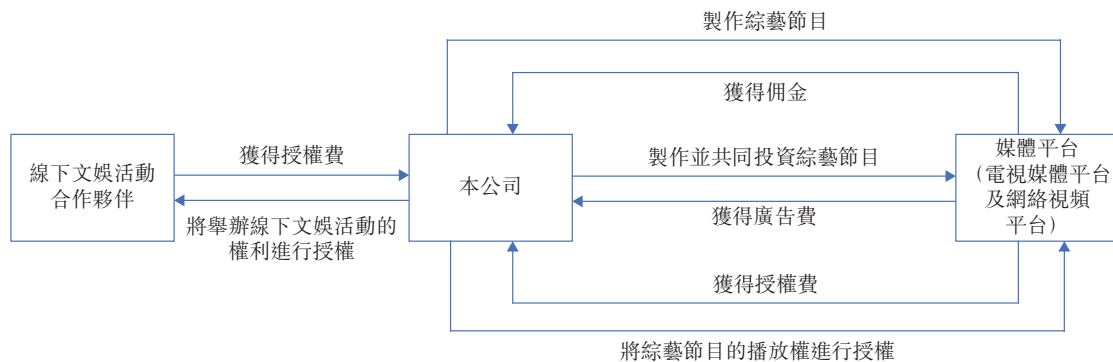 製作綜藝節目
獲得佣金
線下文娛活動
合作夥伴
獲得授權費
將舉辦線下文娛活動的
權利進行授權
本公司
製作並共同投資綜藝節目
獲得廣告費
媒體平台
（電視媒體平台
及網絡視頻
平台）
獲得授權費
將綜藝節目的播放權進行授權